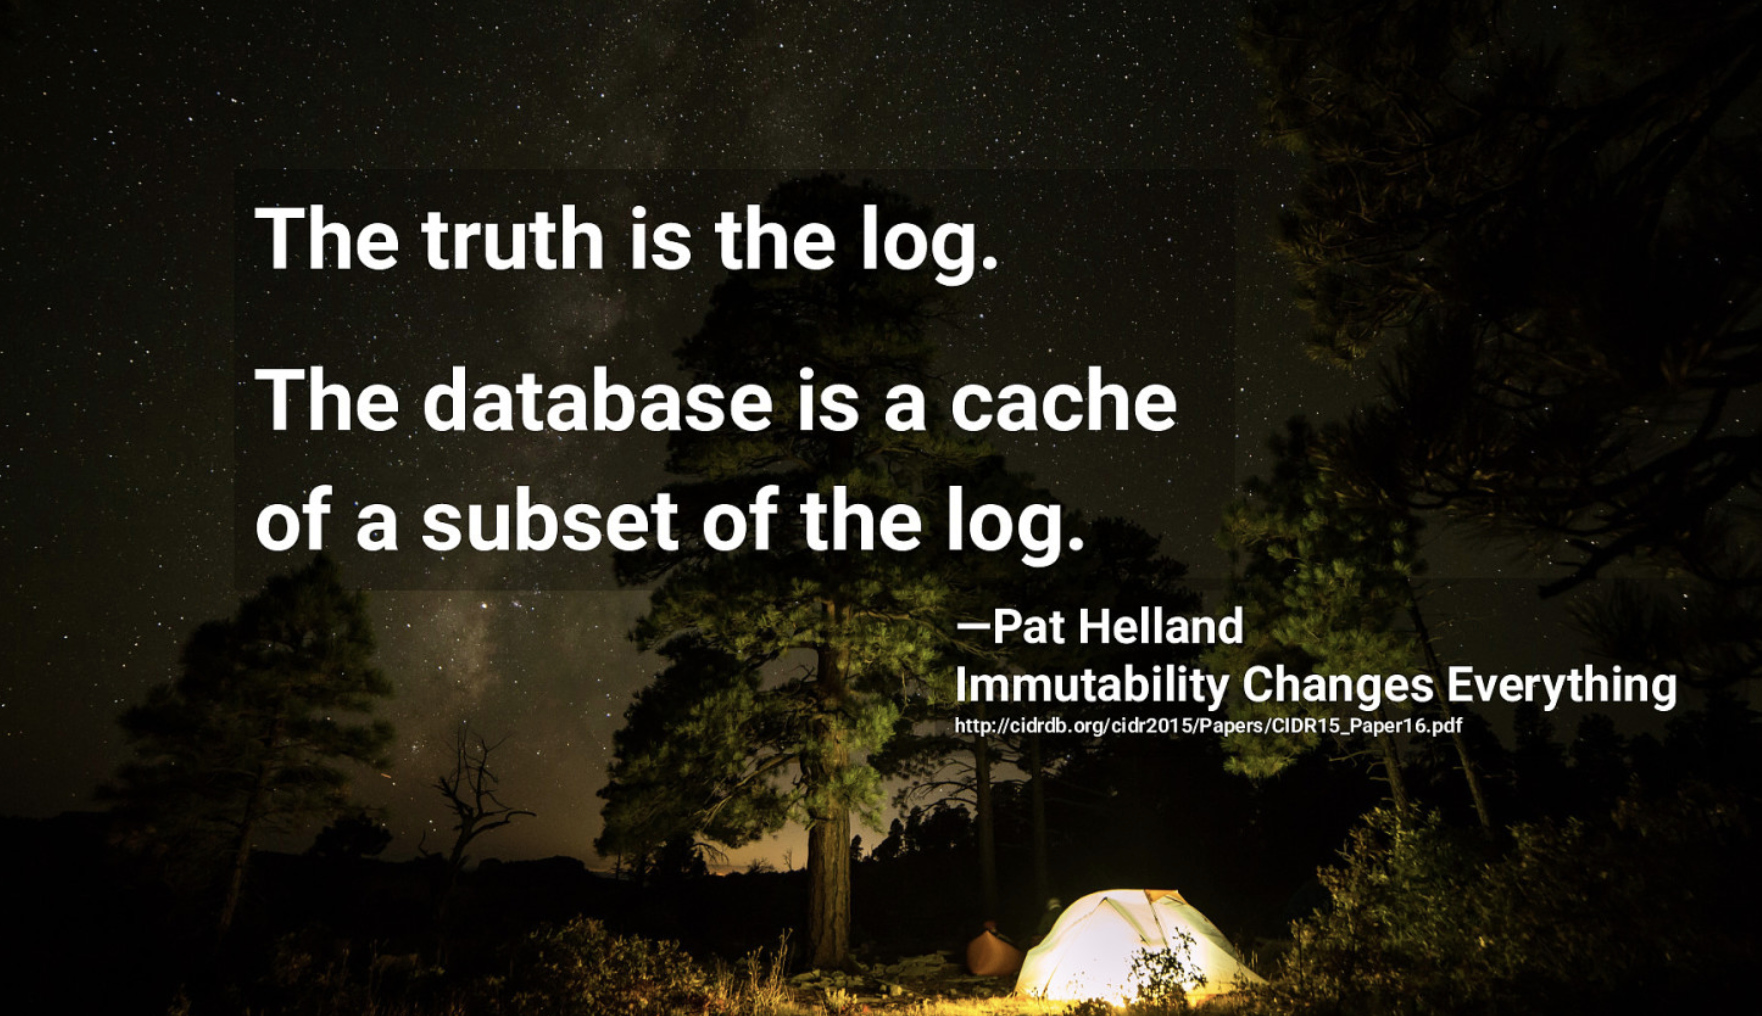 The truth is the log.
The database is a cache
of a subset of the log.
—Pat Helland
Immutability Changes Everything
http://cidrdb.org/cidr2015/Papers/CIDR15_Paper16.pdf